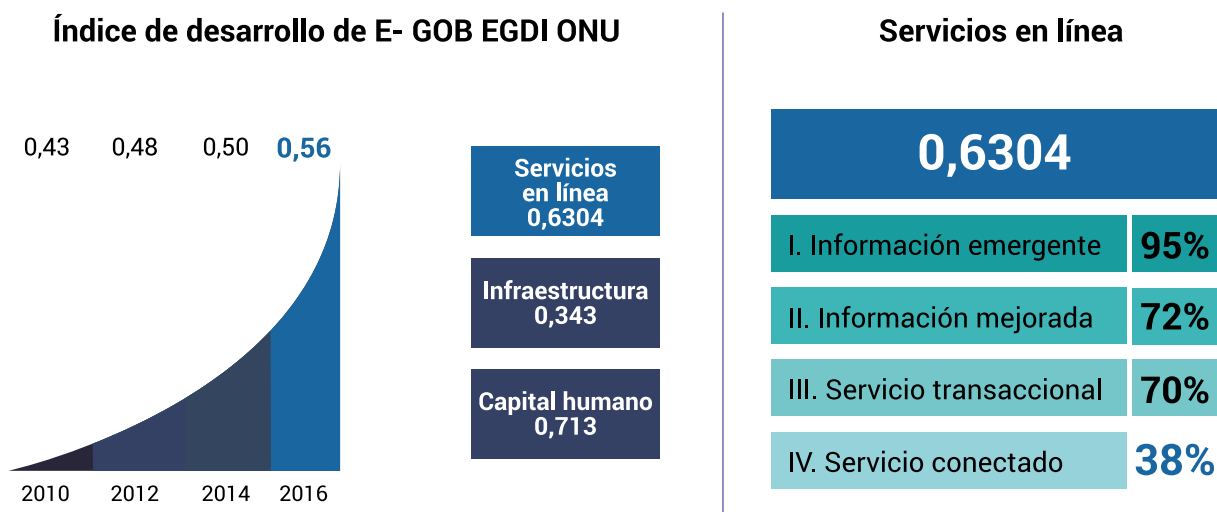 Índice de desarrollo de E- GOB EGDI ONU
0,43 0,48 0,50 0,56
2010 2012 2014 2016
Servicios
en línea
0,6304
Infraestructura
0,343
Capital humano
0,713
Servicios en línea
0,6304
I. Información emergente 95%
II. Información mejorada 72%
III. Servicio transaccional 70%
IV. Servicio conectado 38%